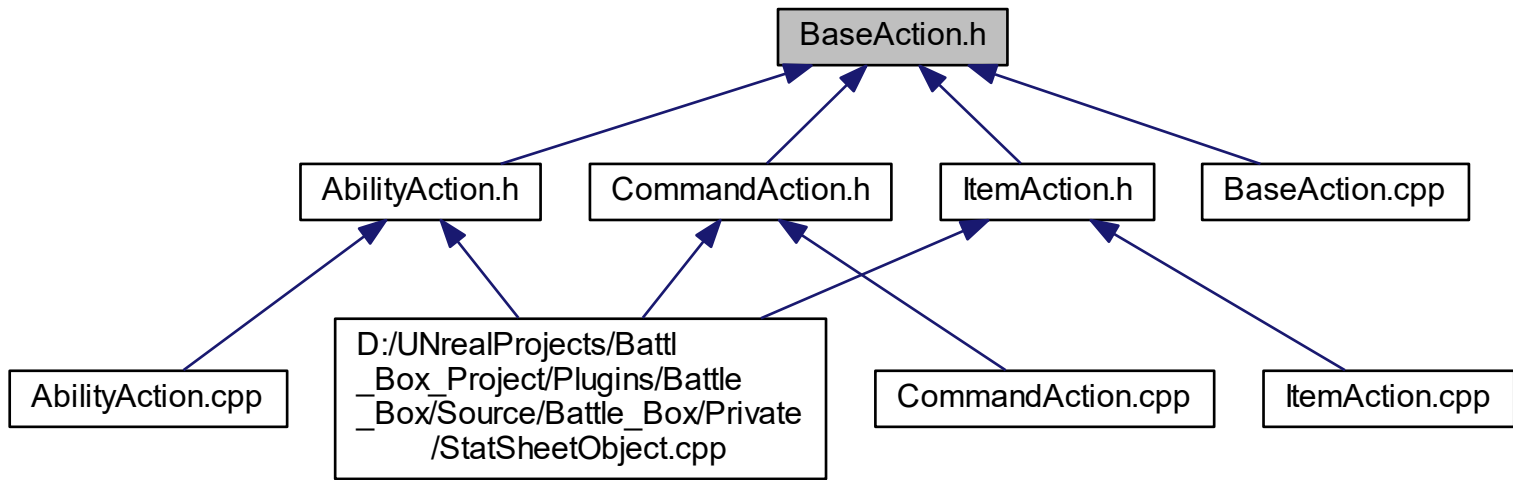 BaseAction.h
AbilityAction.h
CommandAction.h
ItemAction.h
BaseAction.cpp
AbilityAction.cpp
D:/UNrealProjects/Battl
_Box_Project/Plugins/Battle
_Box/Source/Battle_Box/Private
/StatSheetObject.cpp
CommandAction.cpp
ItemAction.cpp